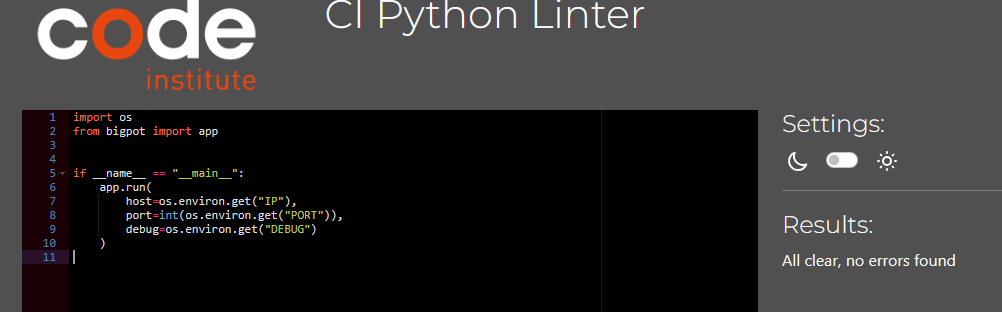 CI Python Linter
code
institute
1 import os
2 from bigpot import app
3
4
5 if __name__ == "__main__":
6     app.run(
7         host=os.environ.get("IP"),
8         port=int(os.environ.get("PORT")),
9         debug=os.environ.get("DEBUG")
10     )
11
Settings:
Results:
All clear, no errors found